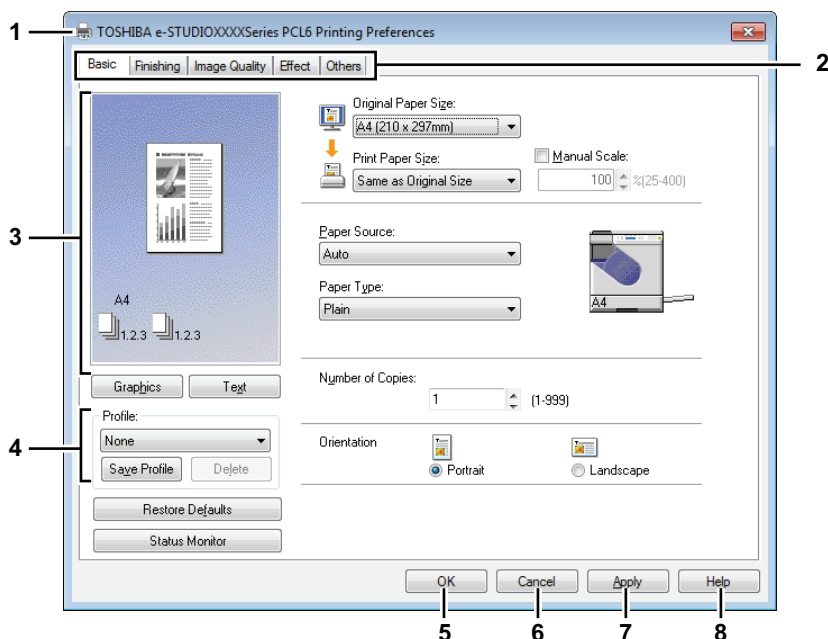 1
TOSHIBA e-STUDIOXXXXSeries PCL6 Printing Preferences
2
Basic Finishing Image Quality Effect Others
3
A4
1.2.3 1.2.3
Graphics Text
4
Profile:
None
Save Profile Delete
Restore Defaults
Status Monitor
Original Paper Size:
A4 (210 x 297mm)
Print Paper Size:
Same as Original Size
Manual Scale:
100 %(25-400)
Paper Source:
Auto
Paper Type:
Plain
A4
Number of Copies:
1 (1-999)
Orientation
Portrait Landscape
OK Cancel Apply Help
5 6 7 8